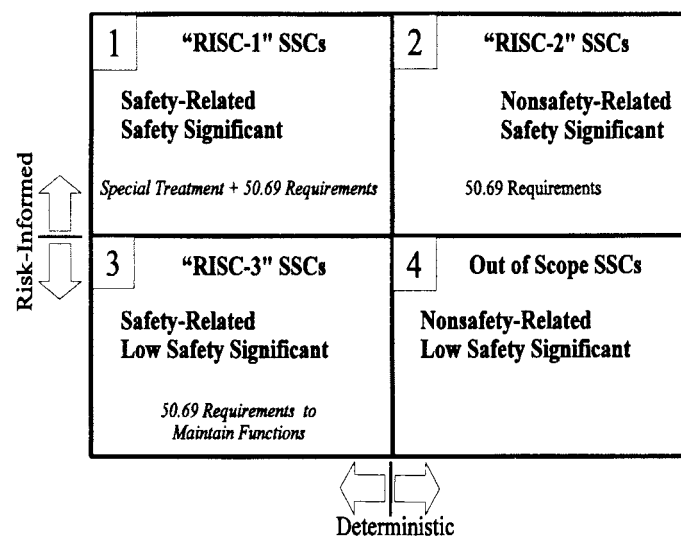 1
"RISC-1" SSCs
Safety-Related
Safety Significant
Special Treatment + 50.69 Requirements
2
"RISC-2" SSCs
Nonsafety-Related
Safety Significant
50.69 Requirements
Risk-Informed
3
"RISC-3" SSCs
Safety-Related
Low Safety Significant
50.69 Requirements to
Maintain Functions
4
Out of Scope SSCs
Nonsafety-Related
Low Safety Significant
Deterministic